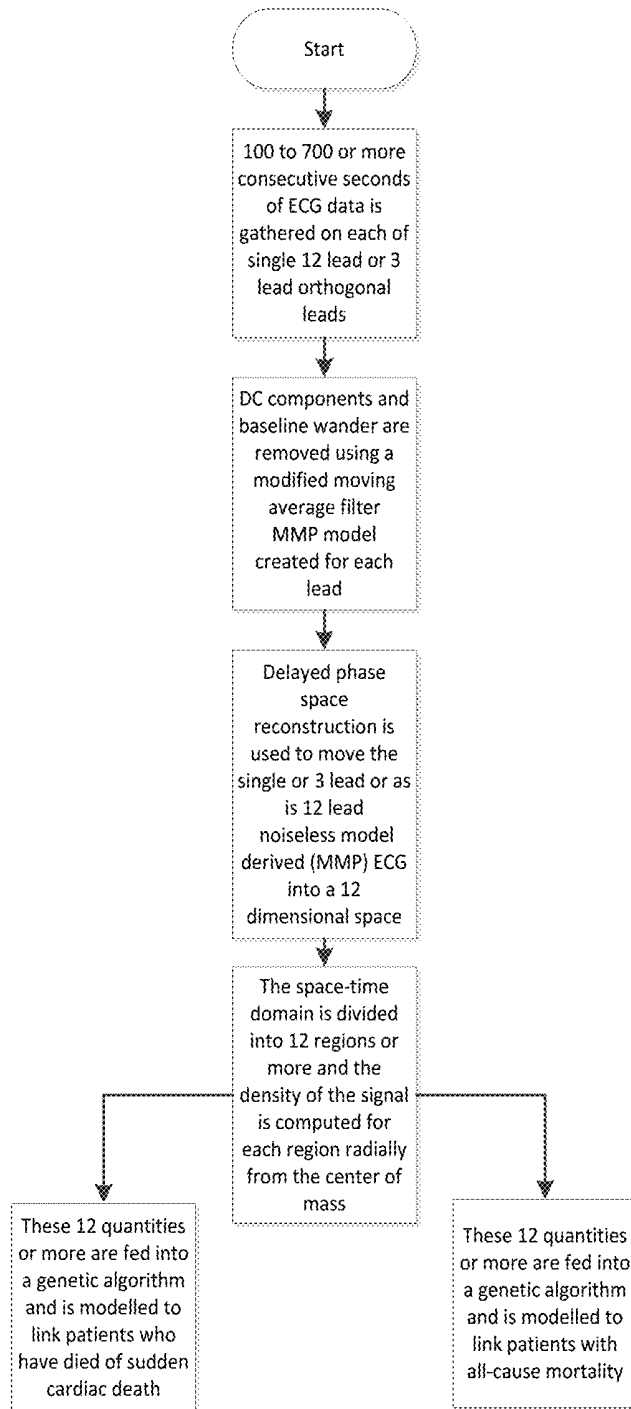 Start
100 to 700 or more
consecutive seconds
of ECG data is
gathered on each of
single 12 lead or 3
lead orthogonal
leads
DC components and
baseline wander are
removed using a
modified moving
average filter
MMP model
created for each
lead
Delayed phase
space
reconstruction is
used to move the
single or 3 lead or as
is 12 lead
noiseless model
derived (MMP) ECG
into a 12
dimensional space
The space-time
domain is divided
into 12 regions or
more and the
density of the signal
is computed for
each region radially
from the center of
mass
These 12 quantities
or more are fed into
a genetic algorithm
and is modelled to
link patients who
have died of sudden
cardiac death
These 12 quantities
or more are fed into
a genetic algorithm
and is modelled to
link patients with
all-cause mortality